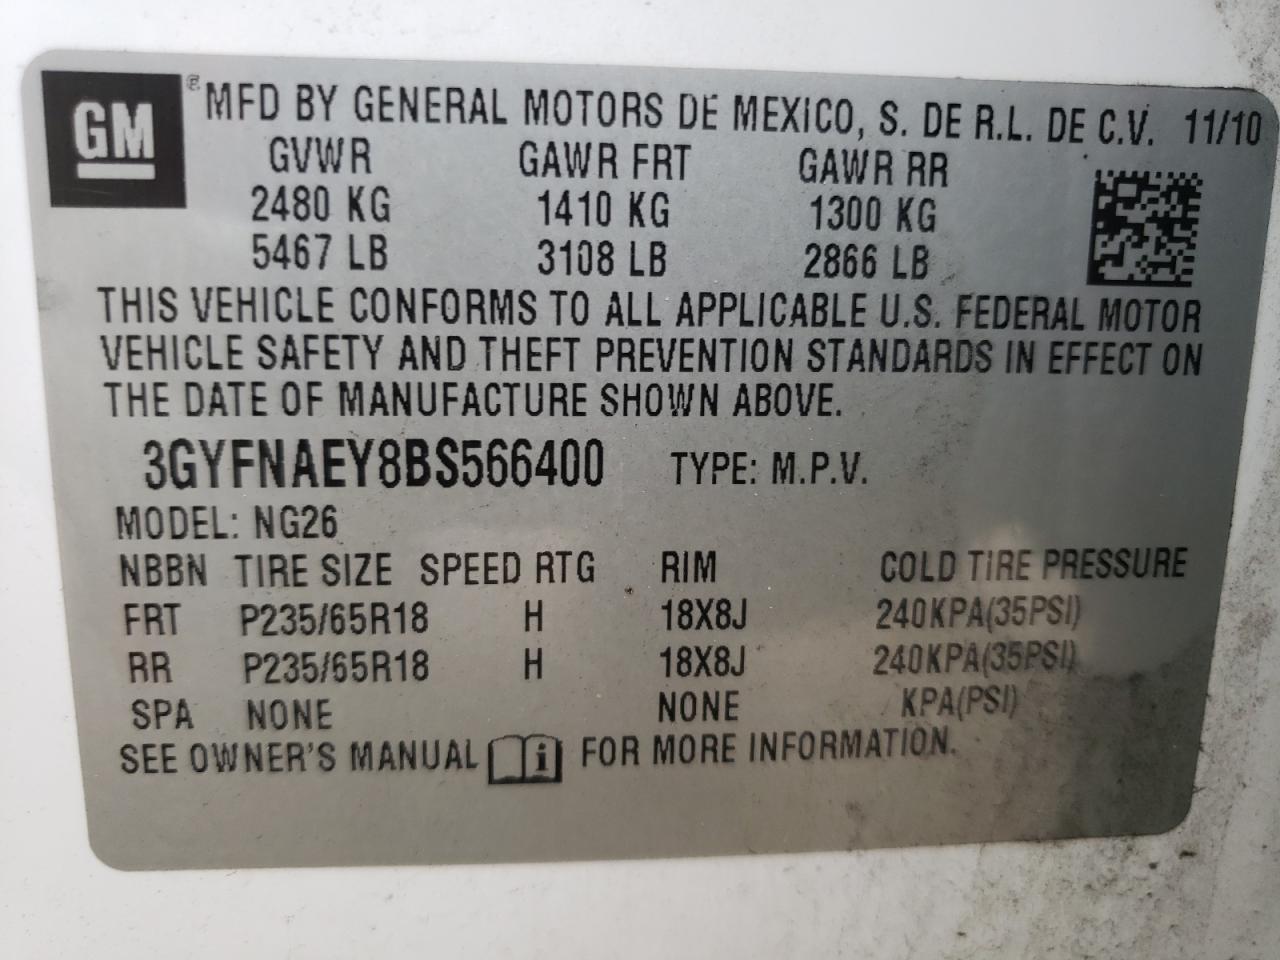 GM ® MFD BY GENERAL MOTORS DE MEXICO, S. DE R.L. DE C.V. 11/10
GVWR GAWR FRT GAWR RR
2480 KG 1410 KG 1300 KG
5467 LB 3108 LB 2866 LB
THIS VEHICLE CONFORMS TO ALL APPLICABLE U.S. FEDERAL MOTOR
VEHICLE SAFETY AND THEFT PREVENTION STANDARDS IN EFFECT ON
THE DATE OF MANUFACTURE SHOWN ABOVE.
3GYFNAEY8BS566400 TYPE: M.P.V.
MODEL: NG26
NBBN TIRE SIZE SPEED RTG RIM COLD TIRE PRESSURE
FRT P235/65R18 H 18X8J 240KPA(35PSI)
RR P235/65R18 H 18X8J 240KPA(35PSI)
SPA NONE NONE KPA(PSI)
SEE OWNER'S MANUAL i FOR MORE INFORMATION.